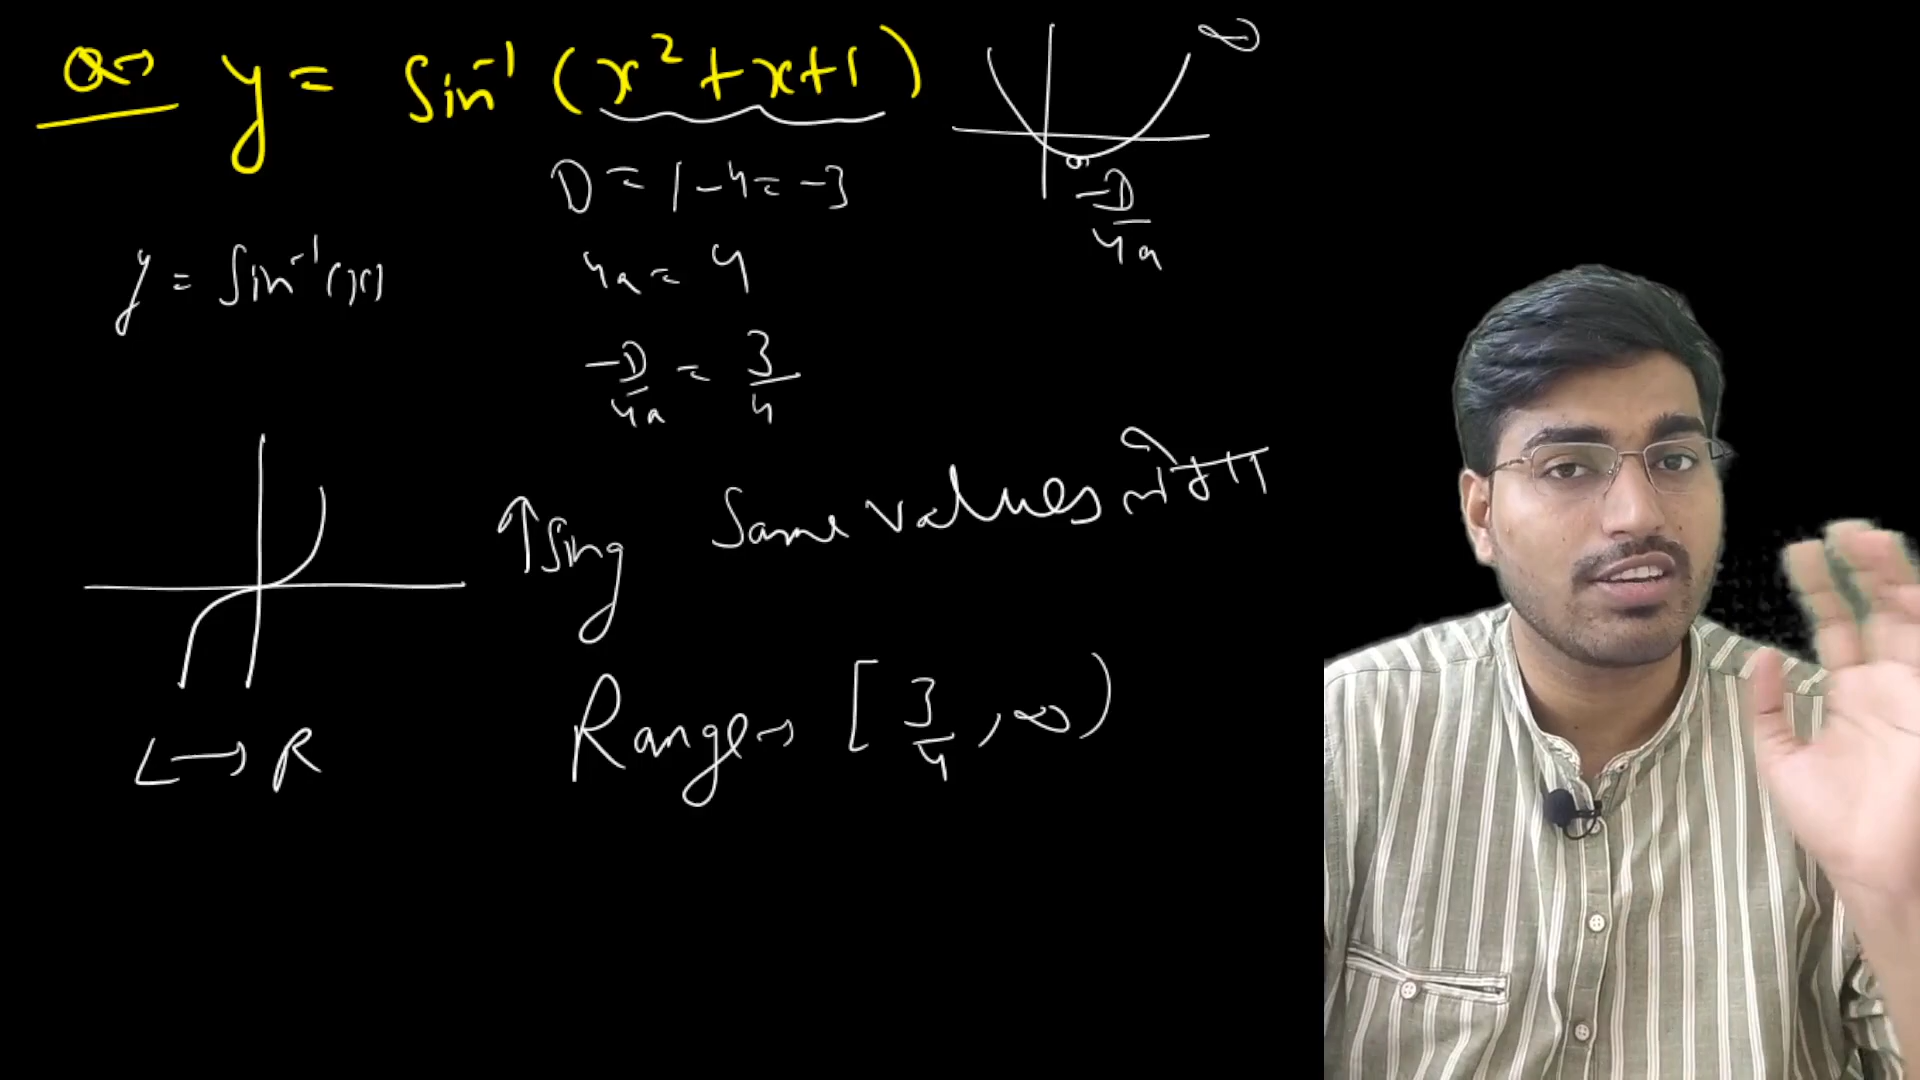 Q→ y = Sin⁻¹ (x² + x + 1)
∞
D = 1 - 4 = -3
-D/4a
y = Sin⁻¹(x)
4a = 4
-D/4a = 3/4
↑sing Same values
L → R
Range → [3/4, ∞)